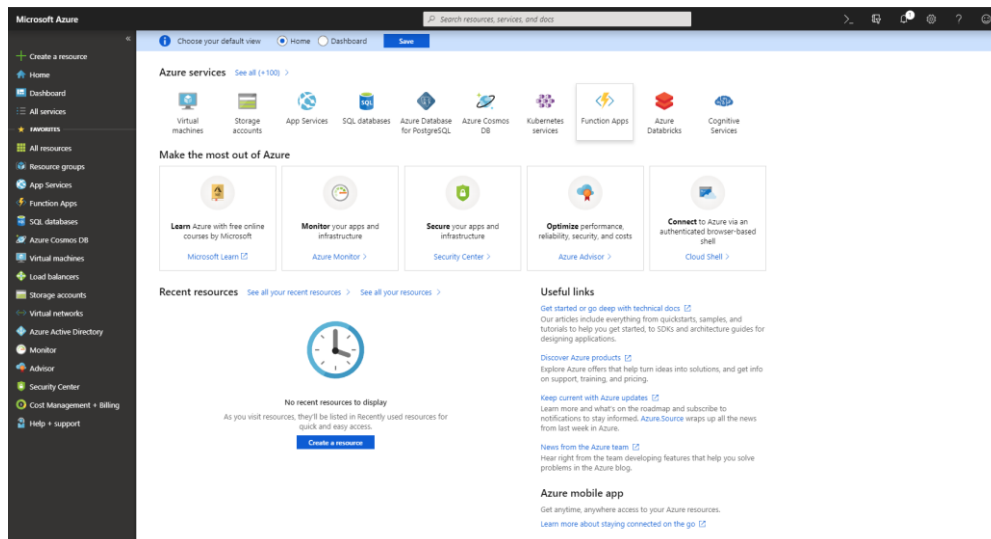 Microsoft Azure
Search resources, services, and docs
1
?
«
Create a resource
Home
Dashboard
All services
FAVORITES
All resources
Resource groups
App Services
Function Apps
SQL databases
Azure Cosmos DB
Virtual machines
Load balancers
Storage accounts
Virtual networks
Azure Active Directory
Monitor
Advisor
Security Center
Cost Management + Billing
Help + support
Choose your default view Home Dashboard Save
Azure services See all (+100) >
Virtual
machines
Storage
accounts
App Services
SQL databases
Azure Database
for PostgreSQL
Azure Cosmos
DB
Kubernetes
services
Function Apps
Azure
Databricks
Cognitive
Services
Make the most out of Azure
Learn Azure with free online
courses by Microsoft
Microsoft Learn
Monitor your apps and
infrastructure
Azure Monitor >
Secure your apps and
infrastructure
Security Center >
Optimize performance,
reliability, security, and costs
Azure Advisor >
Connect to Azure via an
authenticated browser-based
shell
Cloud Shell >
Recent resources See all your recent resources > See all your resources >
No recent resources to display
As you visit resources, they'll be listed in Recently used resources for
quick and easy access.
Create a resource
Useful links
Get started or go deep with technical docs
Our articles include everything from quickstarts, samples, and
tutorials to help you get started, to SDKs and architecture guides for
designing applications.
Discover Azure products
Explore Azure offers that help turn ideas into solutions, and get info
on support, training, and pricing.
Keep current with Azure updates
Learn more and what's on the roadmap and subscribe to
notifications to stay informed. Azure.Source wraps up all the news
from last week in Azure.
News from the Azure team
Hear right from the team developing features that help you solve
problems in the Azure blog.
Azure mobile app
Get anytime, anywhere access to your Azure resources.
Learn more about staying connected on the go